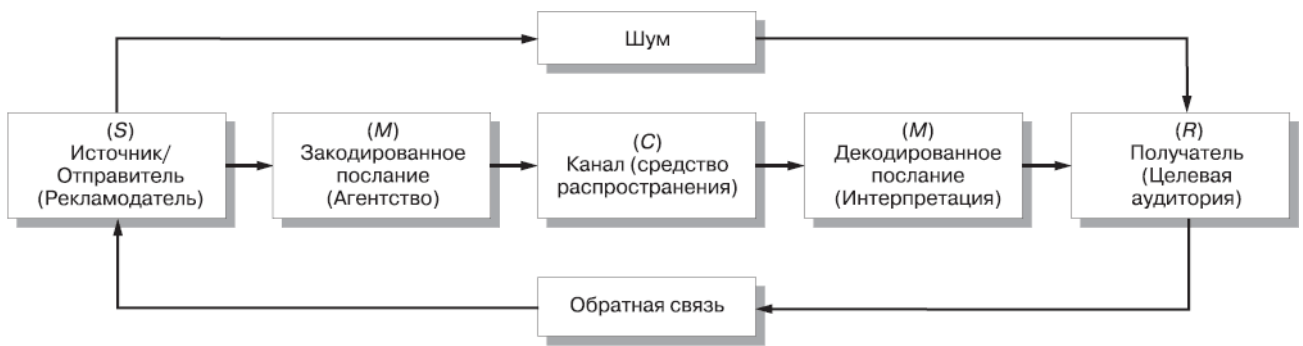 Шум
(S)
Источник/
Отправитель
(Рекламодатель)
(M)
Закодированное
послание
(Агентство)
(C)
Канал (средство
распространения)
(M)
Декодированное
послание
(Интерпретация)
(R)
Получатель
(Целевая
аудитория)
Обратная связь